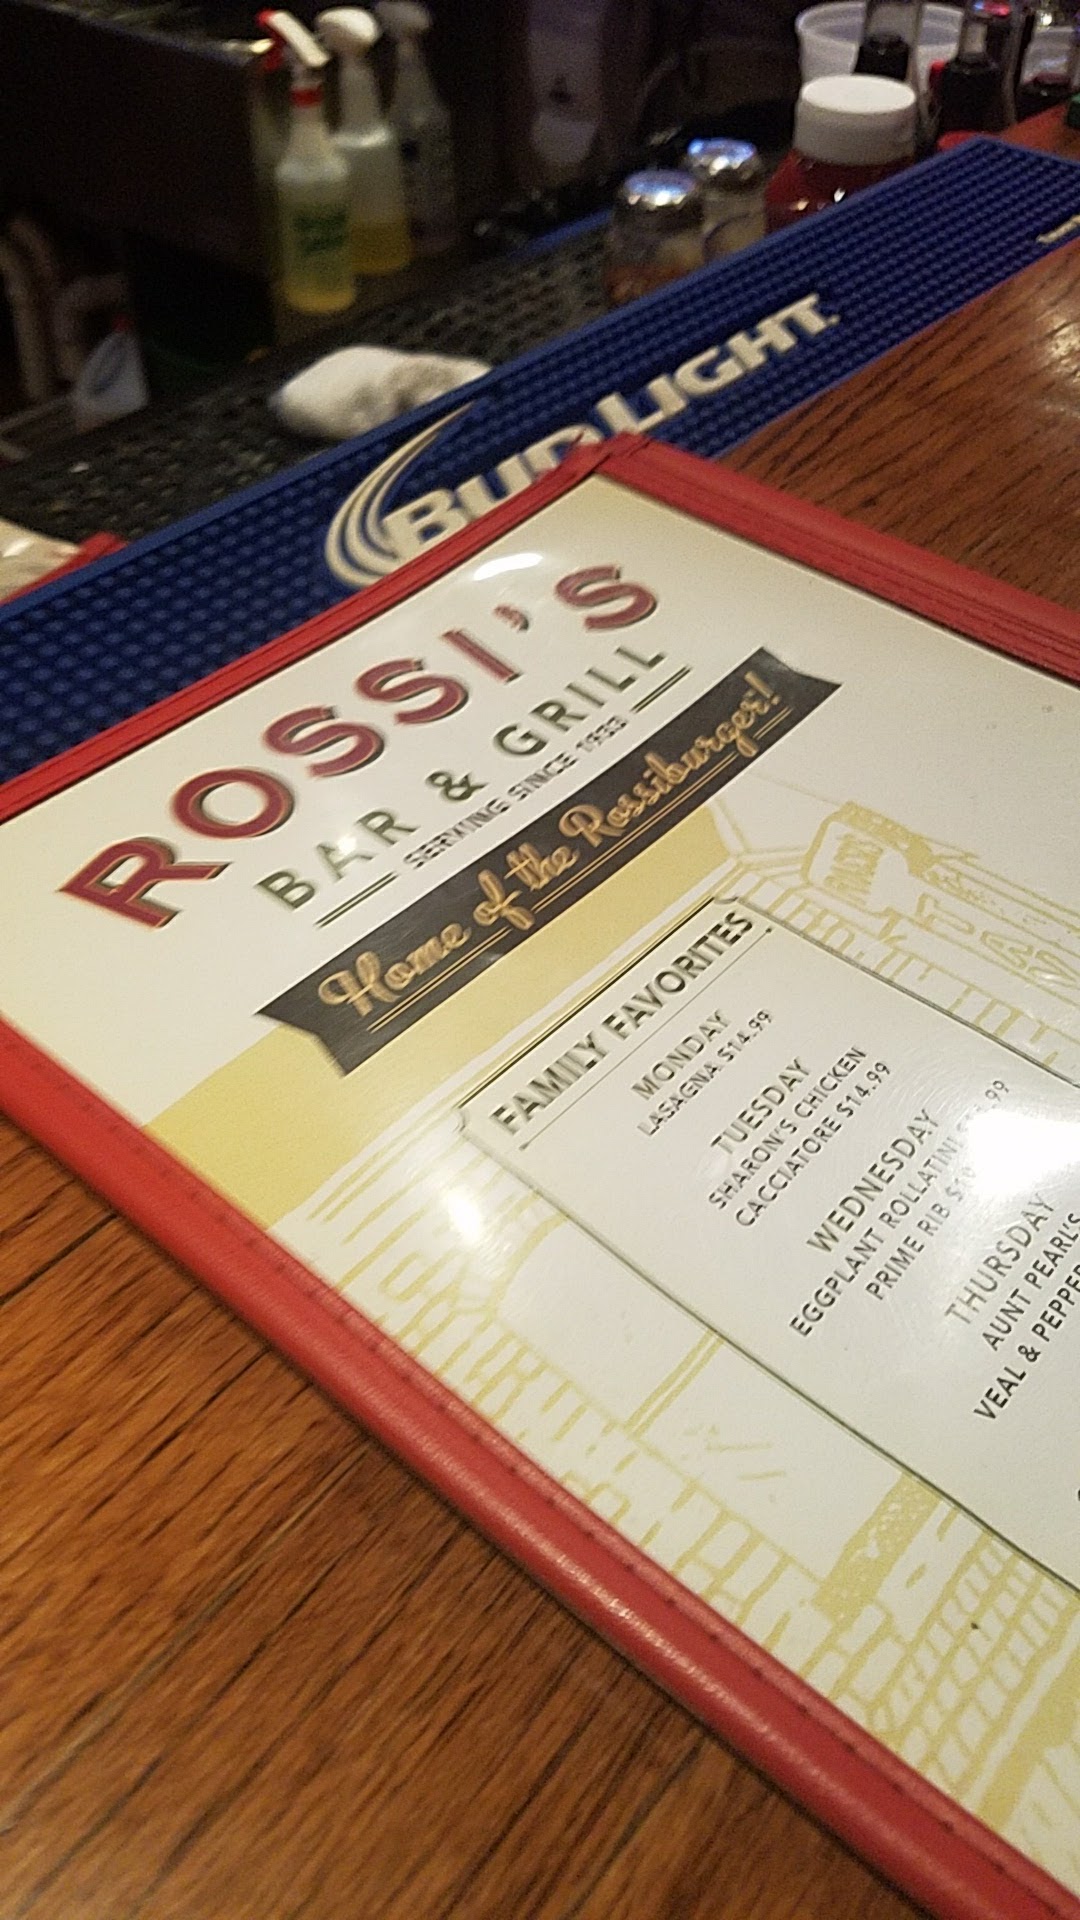 BUD LIGHT
ROSSI'S
BAR & GRILL
SERVING SINCE 1933
Home of the Rossiburger!
FAMILY FAVORITES
MONDAY
LASAGNA $14.99
TUESDAY
SHARON'S CHICKEN
CACCIATORE $14.99
WEDNESDAY
EGGPLANT ROLLATINI
PRIME RIB
THURSDAY
AUNT PEARL'S
VEAL &